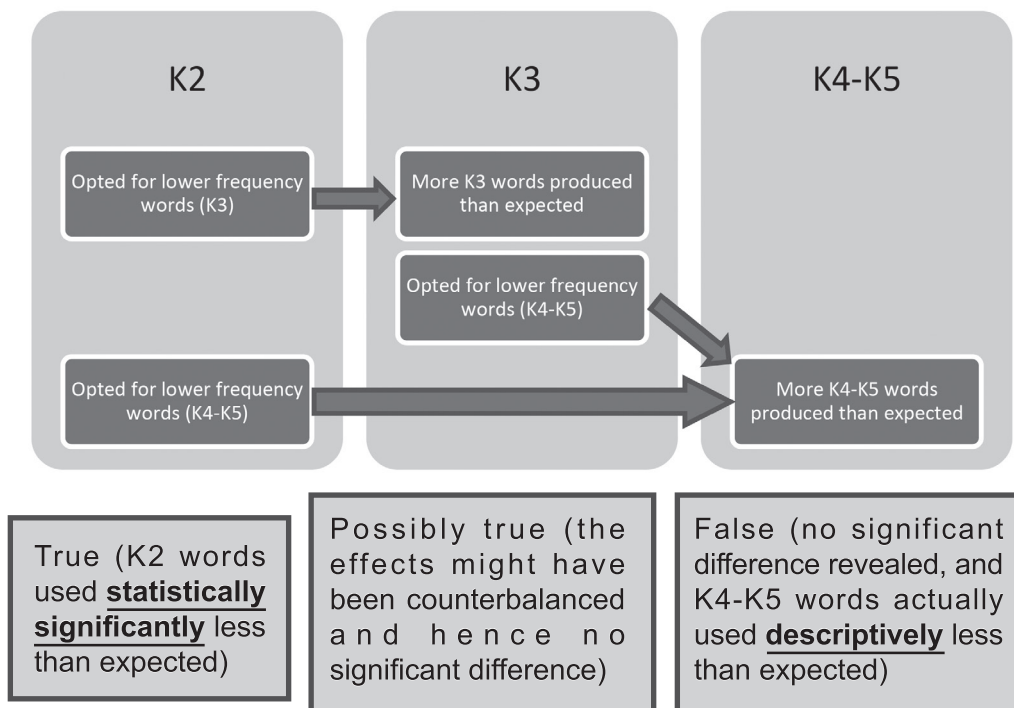 K2
K3
K4-K5
Opted for lower frequency
words (K3)
More K3 words produced
than expected
Opted for lower frequency
words (K4-K5)
Opted for lower frequency
words (K4-K5)
More K4-K5 words
produced than expected
True (K2 words
used statistically
significantly less
than expected)
Possibly true (the
effects might have
been counterbalanced
and hence no
significant difference)
False (no significant
difference revealed, and
K4-K5 words actually
used descriptively less
than expected)